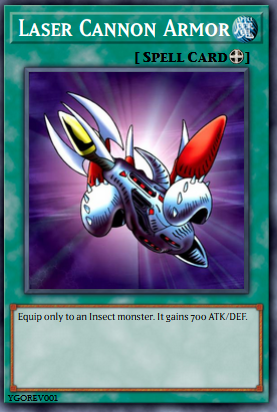 Laser Cannon Armor
[Spell Card]
Equip only to an Insect monster. It gains 700 ATK/DEF.
YGOREV001